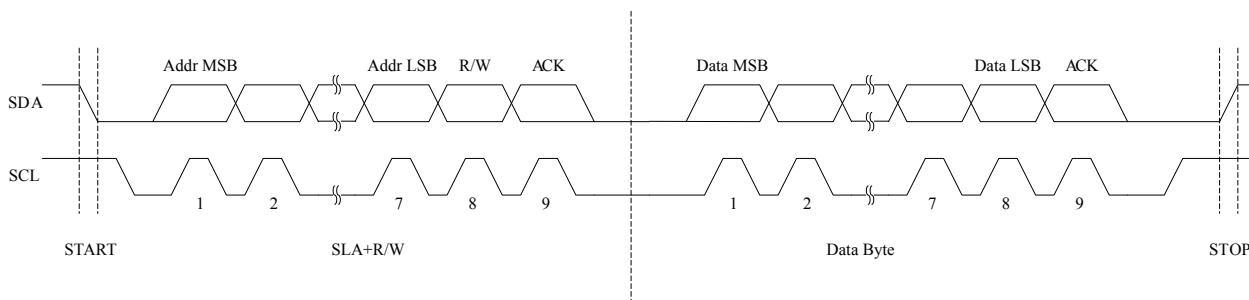 Addr MSB Addr LSB R/W ACK Data MSB Data LSB ACK
SDA
SCL
1 2 7 8 9 1 2 7 8 9
START SLA+R/W Data Byte STOP